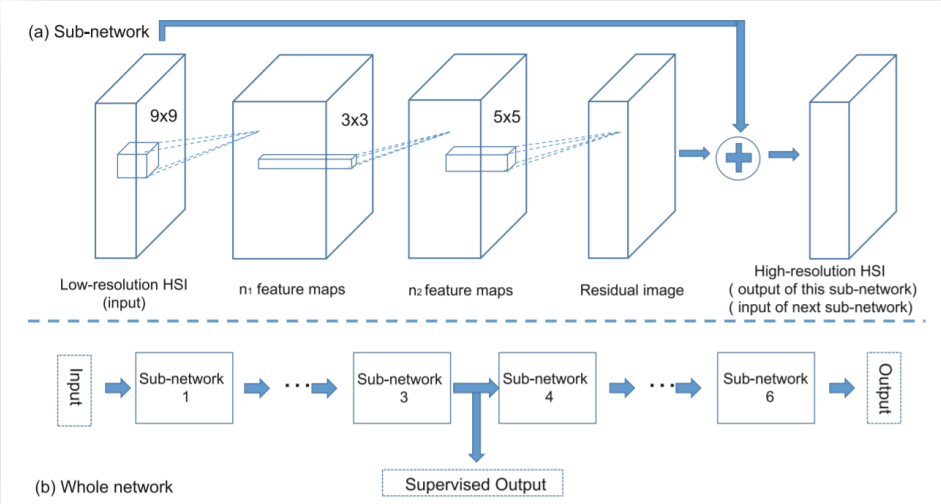 (a) Sub-network
9x9
3x3
5x5
Low-resolution HSI
(input)
n₁ feature maps
n₂ feature maps
Residual image
High-resolution HSI
( output of this sub-network)
( input of next sub-network)
Input
Sub-network
1
...
Sub-network
3
Sub-network
4
...
Sub-network
6
Output
Supervised Output
(b) Whole network